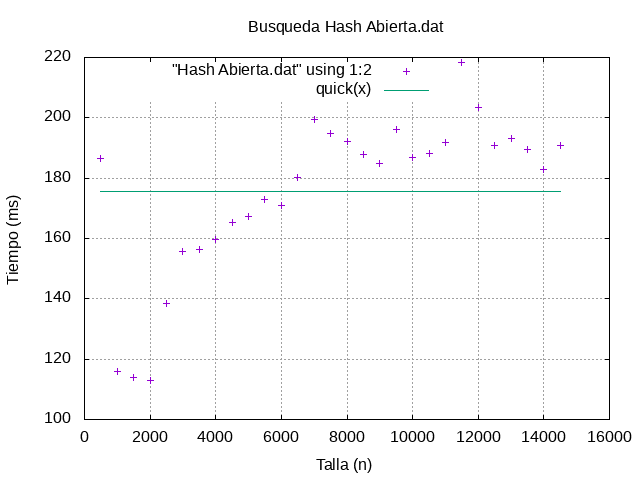 Busqueda Hash Abierta.dat
"Hash Abierta.dat" using 1:2
quick(x)
220
200
180
160
140
120
100
0 2000 4000 6000 8000 10000 12000 14000 16000
Tiempo (ms)
Talla (n)